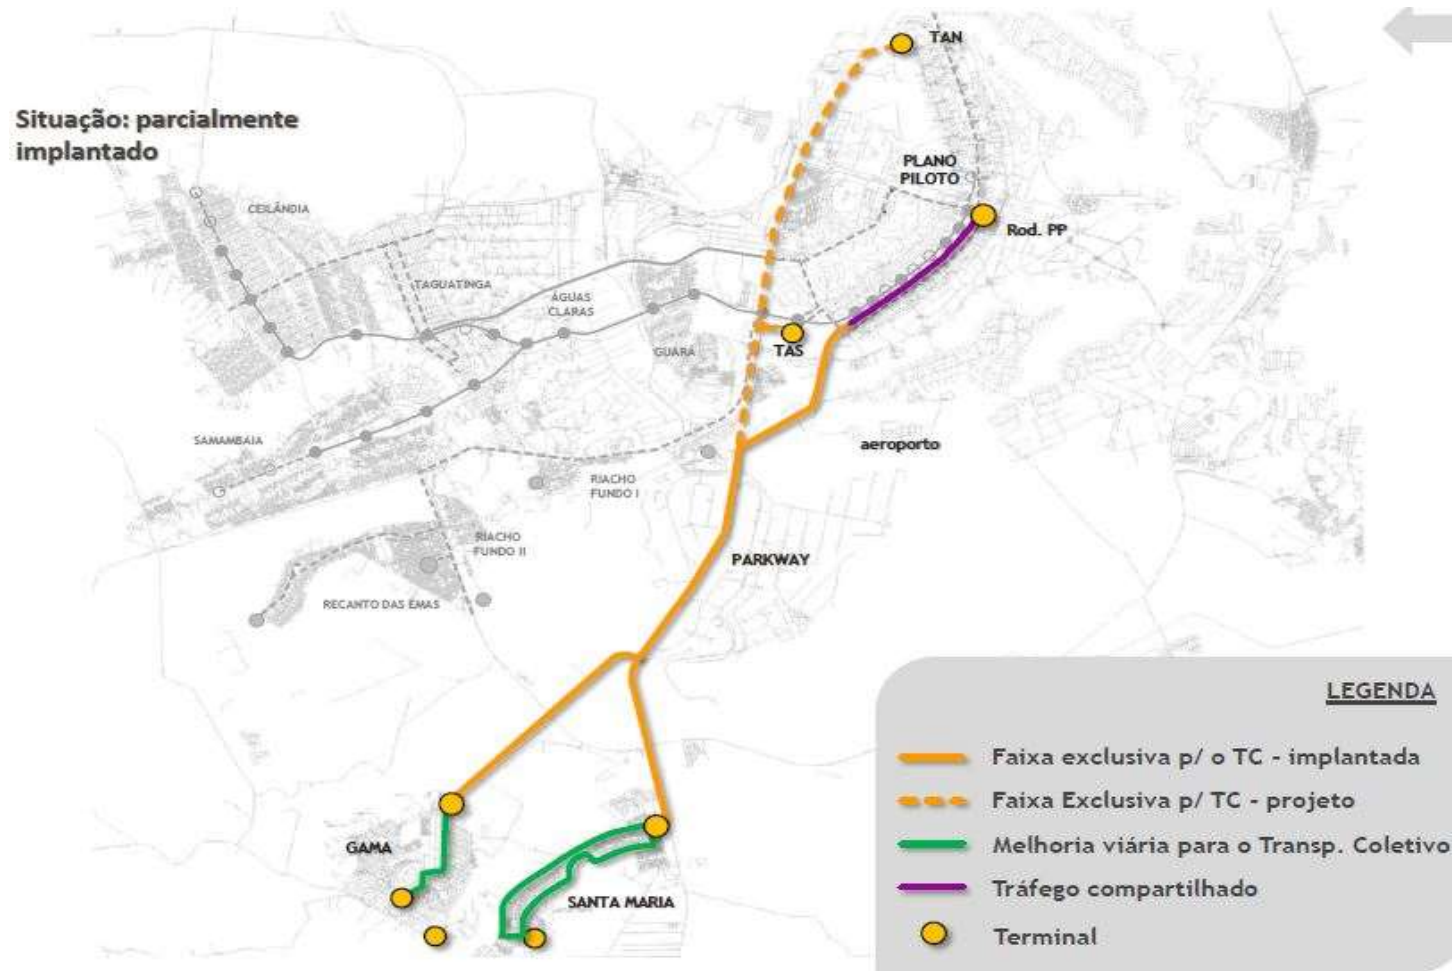 TAN
Situação: parcialmente
implantado
PLANO
PILOTO
CEILÂNDIA
Rod. PP
TAGUATINGA
ÁGUAS
CLARAS
GUARÁ
TAS
SAMAMBAIA
aeroporto
RIACHO
FUNDO I
RIACHO
FUNDO II
PARKWAY
RECANTO DAS EMAS
LEGENDA
Faixa exclusiva p/ o TC - implantada
Faixa Exclusiva p/ TC - projeto
Melhoria viária para o Transp. Coletivo
Tráfego compartilhado
Terminal
GAMA
SANTA MARIA